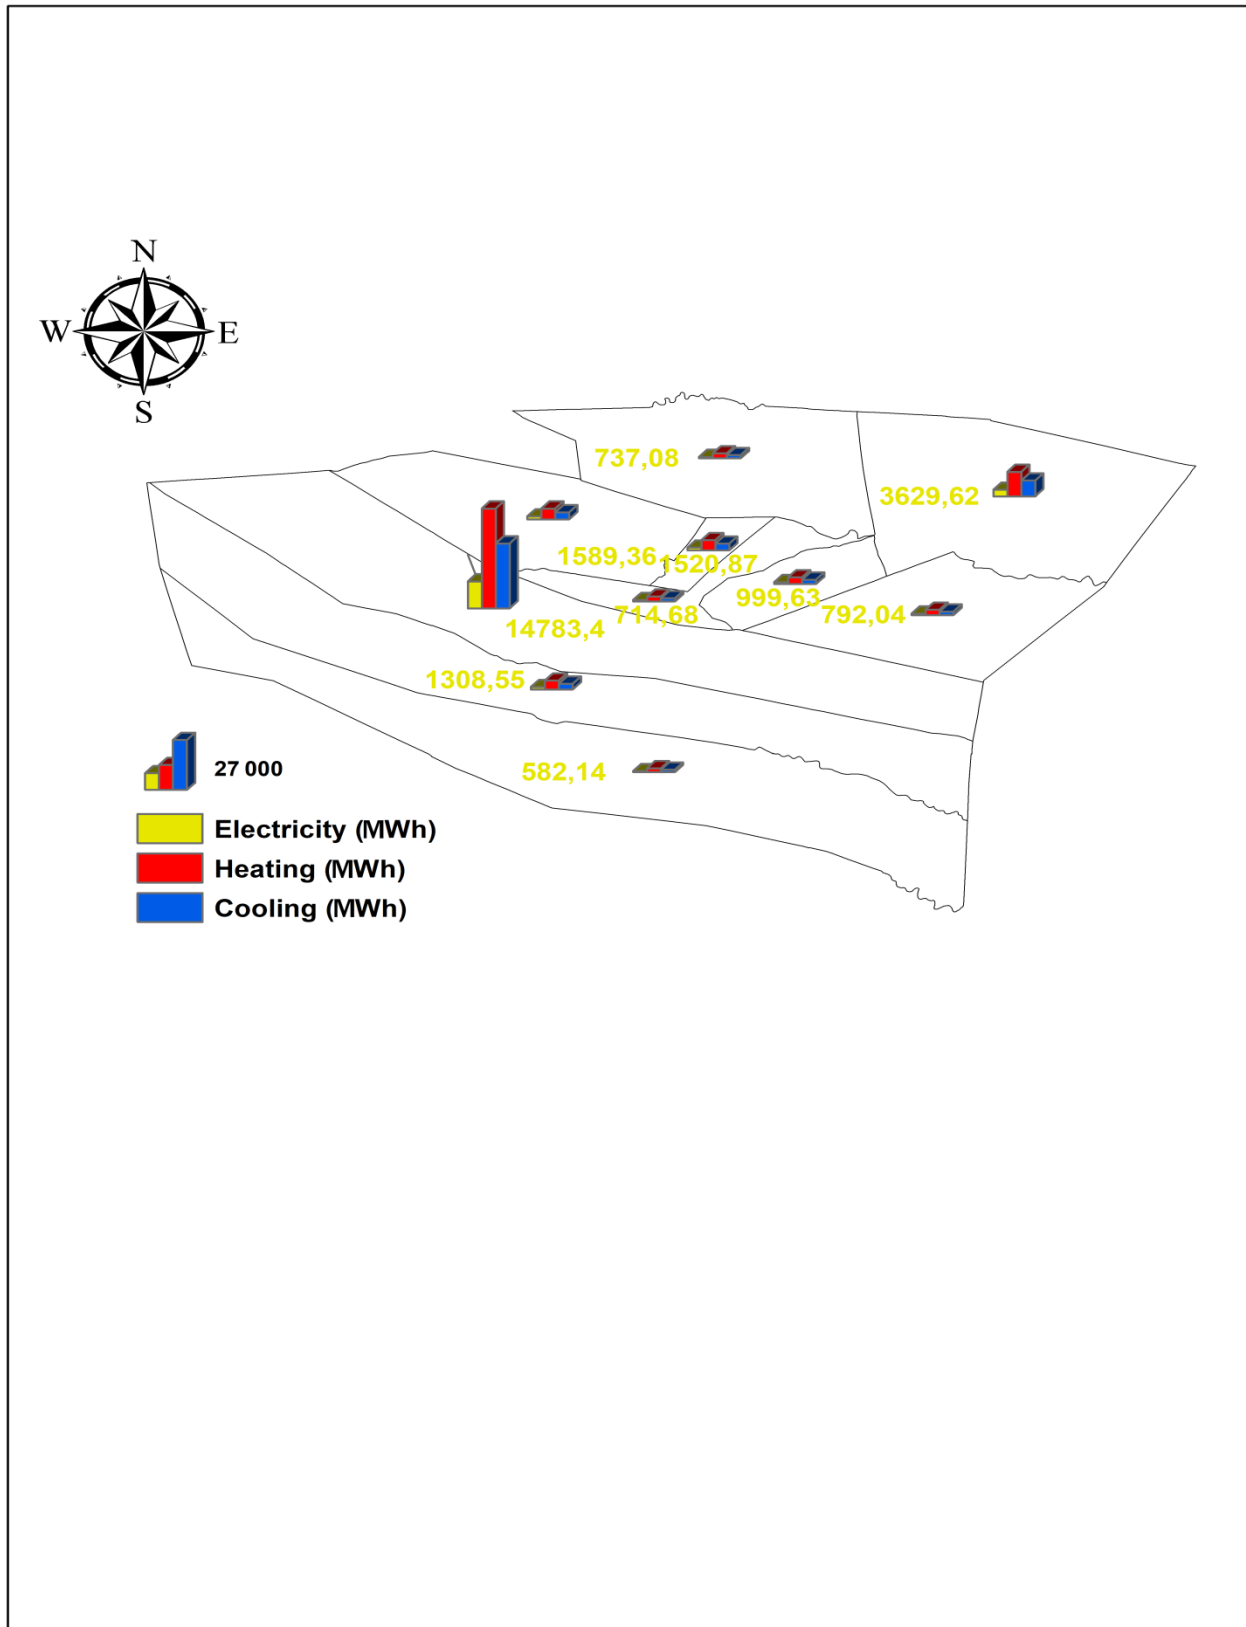 N
W E
S
737,08
3629,62
1589,36
1520,87
999,63
714,68
792,04
14783,4
1308,55
582,14
27 000
Electricity (MWh)
Heating (MWh)
Cooling (MWh)